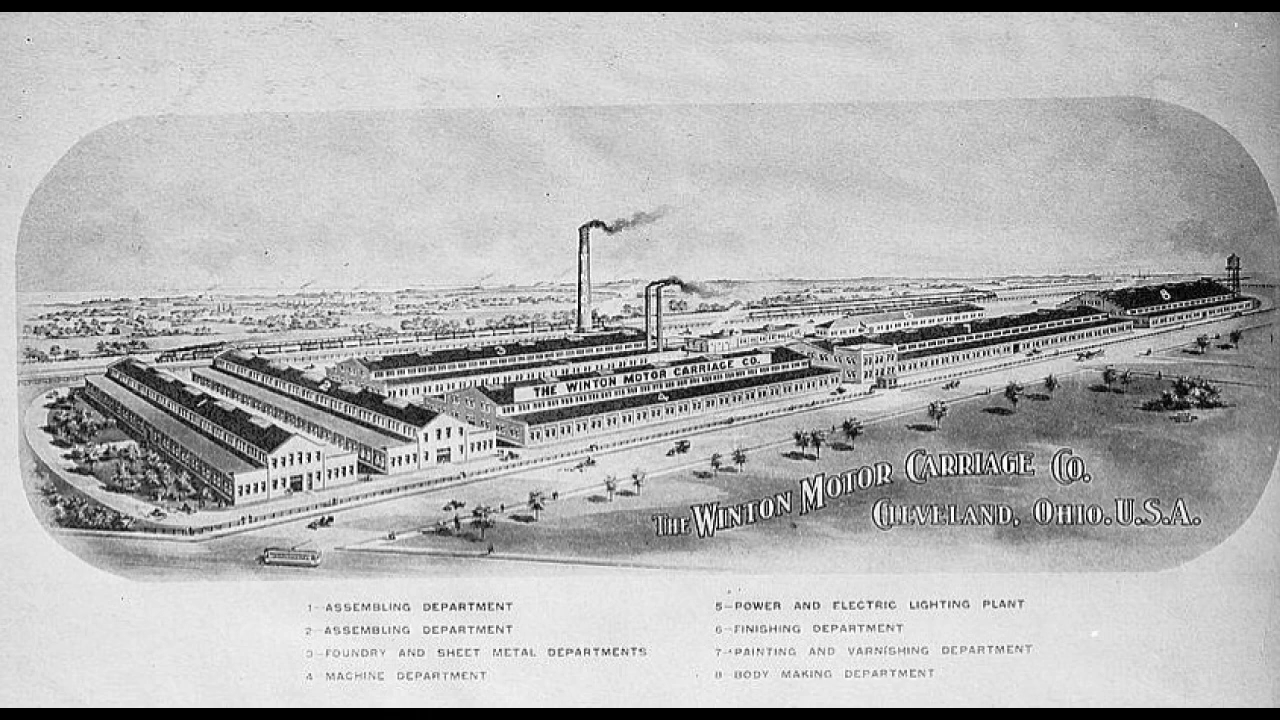 THE WINTON MOTOR CARRIAGE CO.
THE WINTON MOTOR CARRIAGE CO.
CLEVELAND, OHIO. U.S.A.
1-ASSEMBLING DEPARTMENT
2-ASSEMBLING DEPARTMENT
3-FOUNDRY AND SHEET METAL DEPARTMENTS
4 MACHINE DEPARTMENT
5-POWER AND ELECTRIC LIGHTING PLANT
6-FINISHING DEPARTMENT
7-PAINTING AND VARNISHING DEPARTMENT
8 BODY MAKING DEPARTMENT